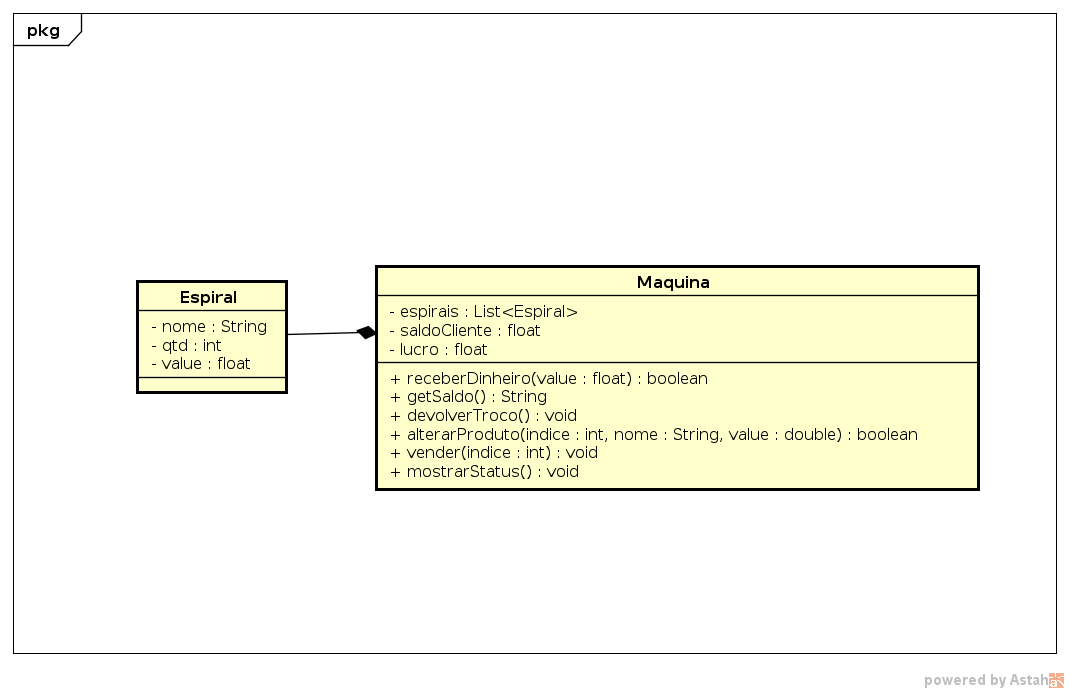 pkg
Espiral
- nome : String
- qtd : int
- value : float
Maquina
- espirais : List<Espiral>
- saldoCliente : float
- lucro : float
+ receberDinheiro(value : float) : boolean
+ getSaldo() : String
+ devolverTroco() : void
+ alterarProduto(indice : int, nome : String, value : double) : boolean
+ vender(indice : int) : void
+ mostrarStatus() : void
powered by Astah